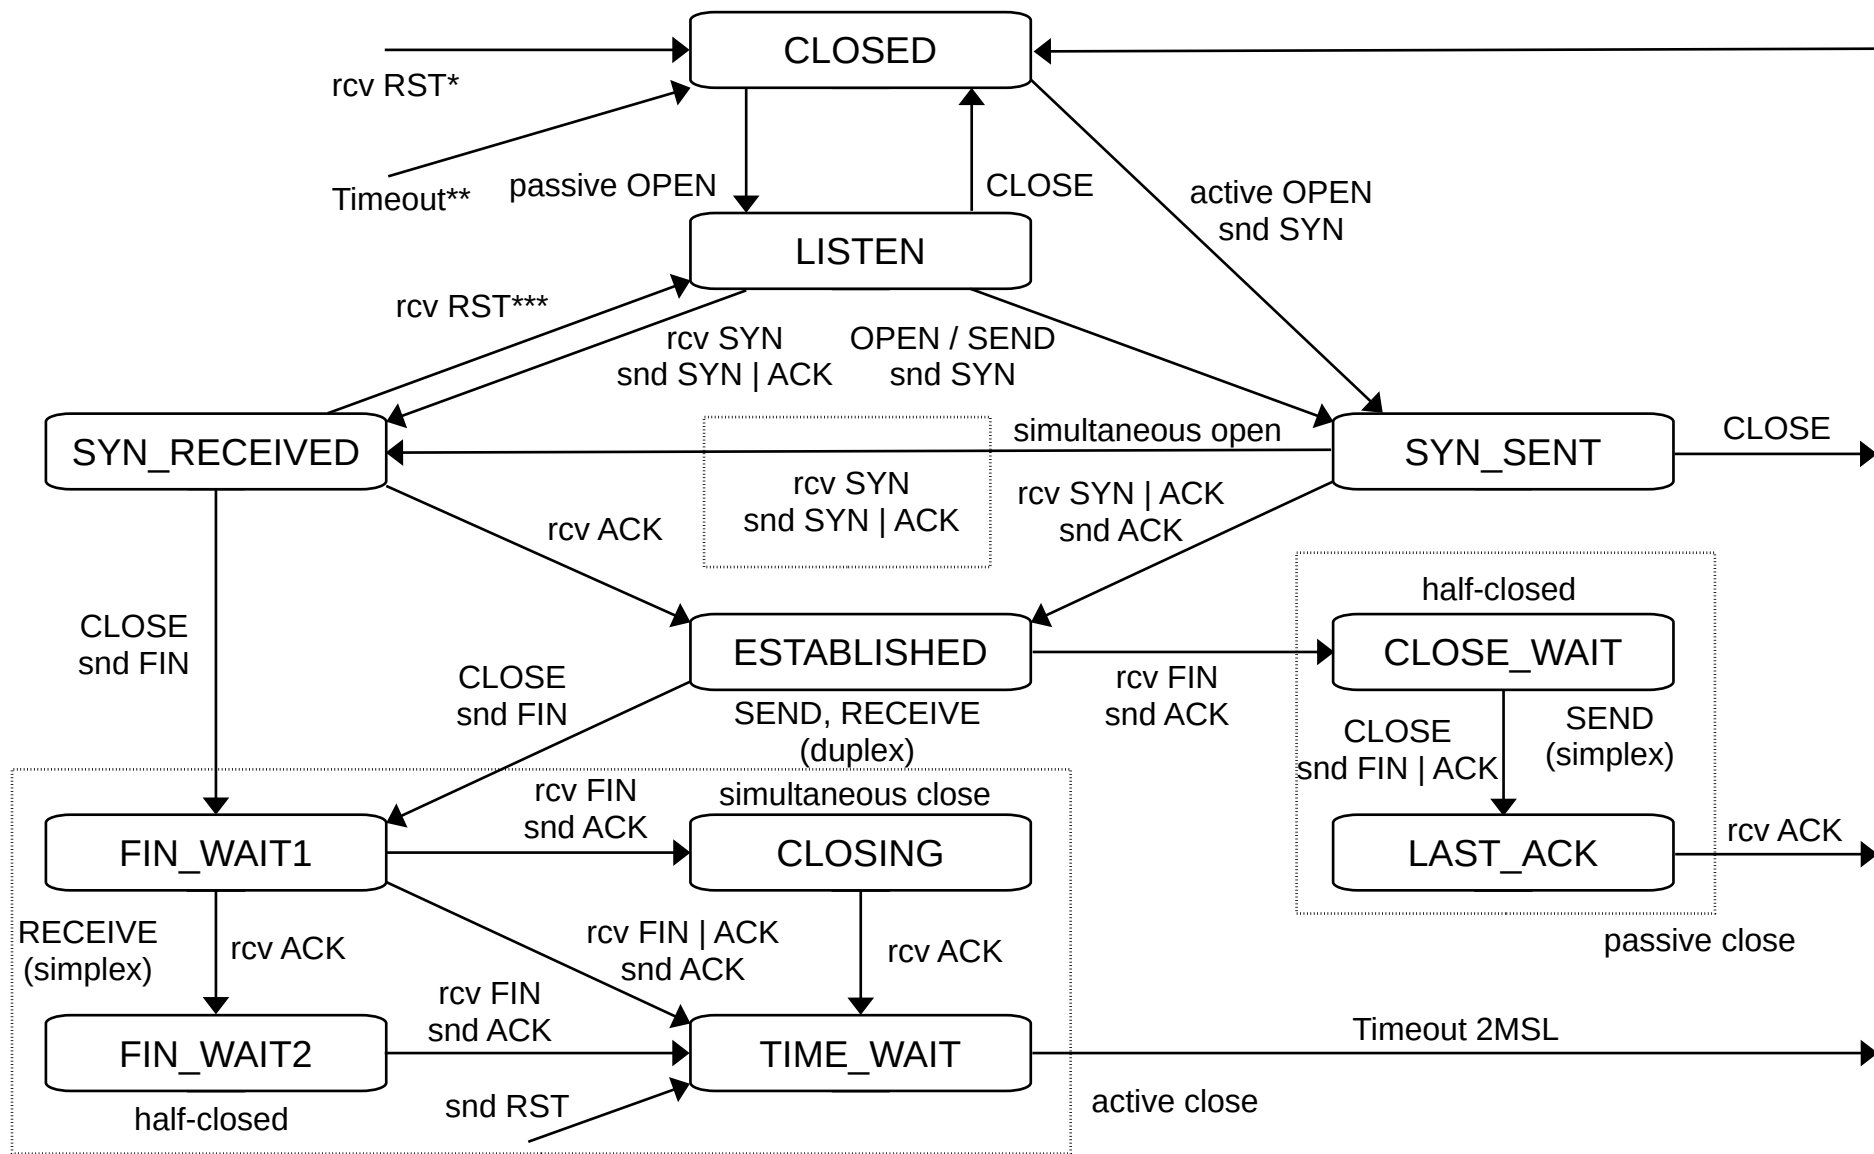 CLOSED
rcv RST*
Timeout**
passive OPEN
CLOSE
active OPEN
snd SYN
LISTEN
rcv RST***
rcv SYN
snd SYN | ACK
OPEN / SEND
snd SYN
SYN_RECEIVED
simultaneous open
SYN_SENT
CLOSE
rcv SYN
snd SYN | ACK
rcv SYN | ACK
snd ACK
rcv ACK
half-closed
CLOSE
snd FIN
ESTABLISHED
CLOSE_WAIT
CLOSE
snd FIN
rcv FIN
snd ACK
SEND, RECEIVE
(duplex)
CLOSE
snd FIN | ACK
SEND
(simplex)
rcv FIN
snd ACK
simultaneous close
FIN_WAIT1
CLOSING
LAST_ACK
rcv ACK
RECEIVE
(simplex)
rcv ACK
rcv FIN | ACK
snd ACK
rcv ACK
passive close
rcv FIN
snd ACK
FIN_WAIT2
TIME_WAIT
Timeout 2MSL
half-closed
snd RST
active close